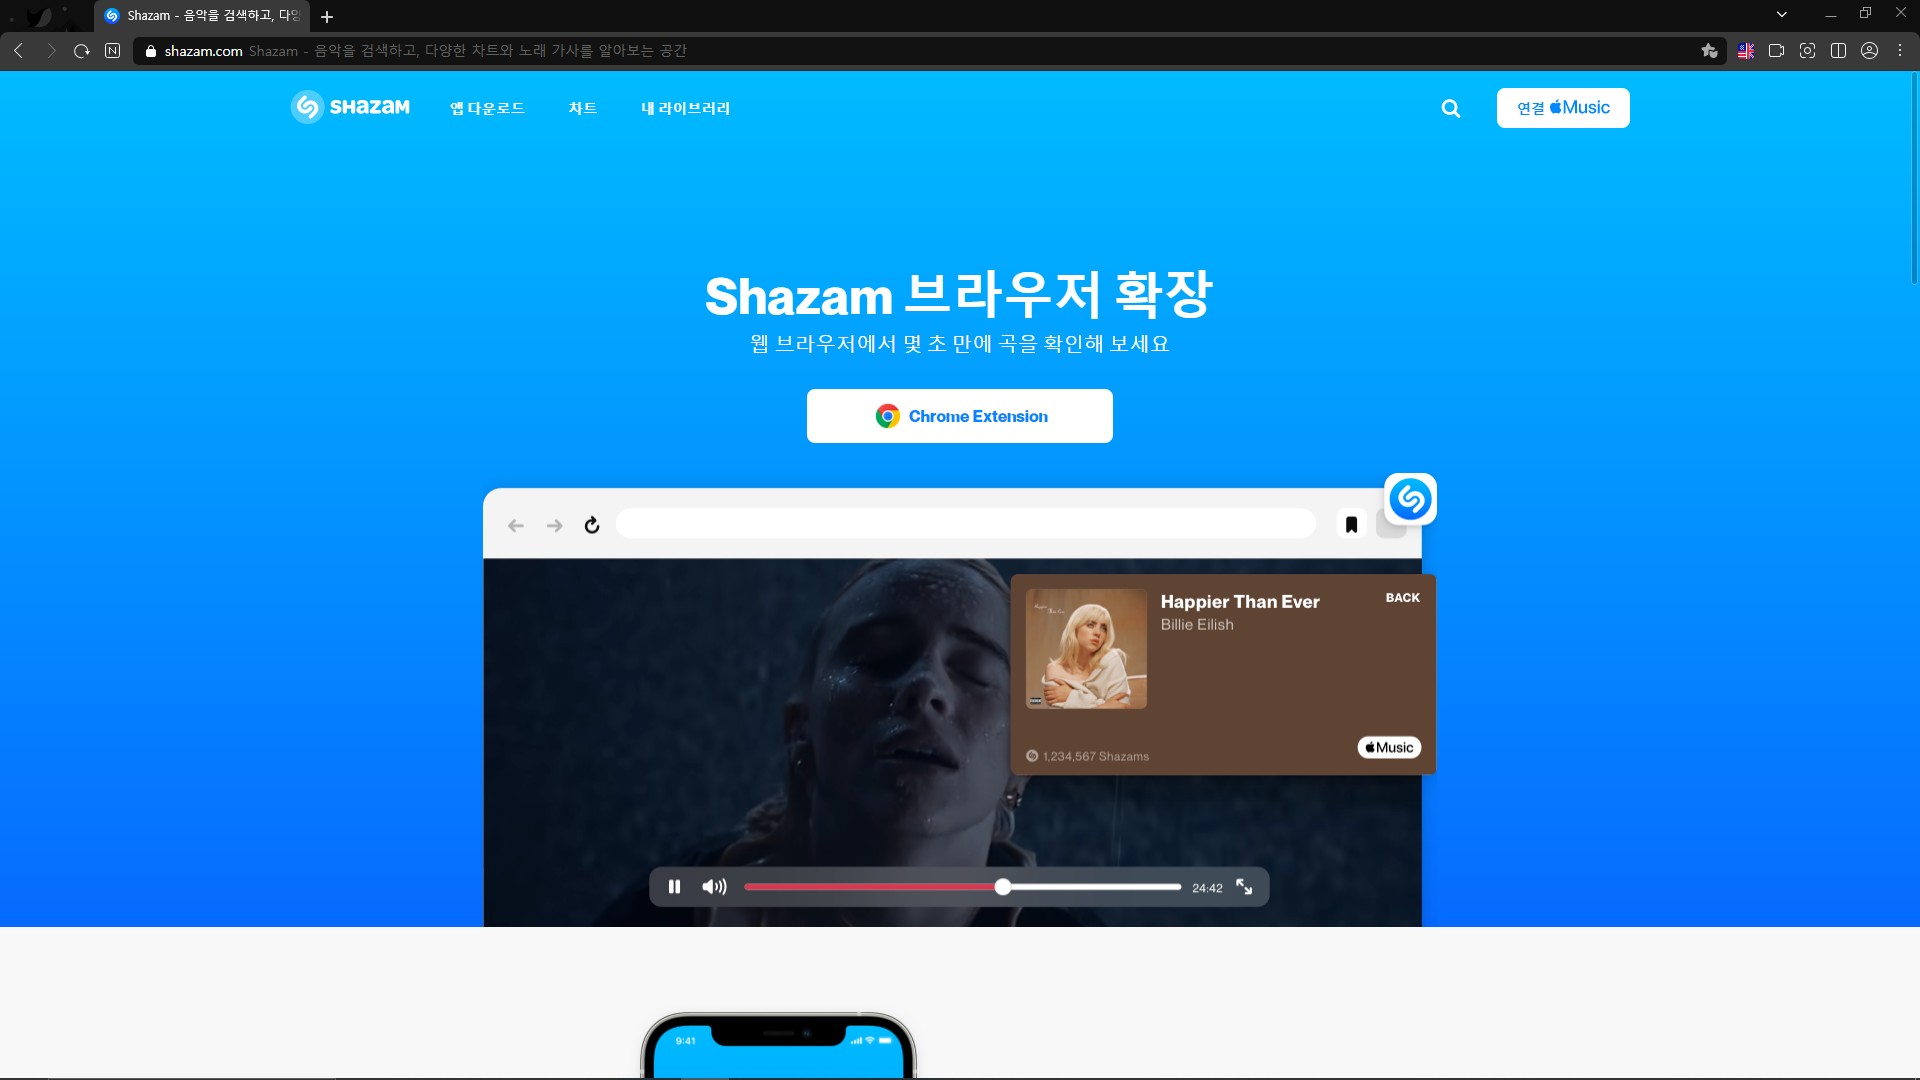 Shazam - 음악을 검색하고, 다양
shazam.com Shazam - 음악을 검색하고, 다양한 차트와 노래 가사를 알아보는 공간
SHAZAM 앱 다운로드 차트 내 라이브러리 연결 Music
Shazam 브라우저 확장
웹 브라우저에서 몇 초 만에 곡을 확인해 보세요
Chrome Extension
Happier Than Ever BACK
Billie Eilish
1,234,567 Shazams Music
24:42
9:41